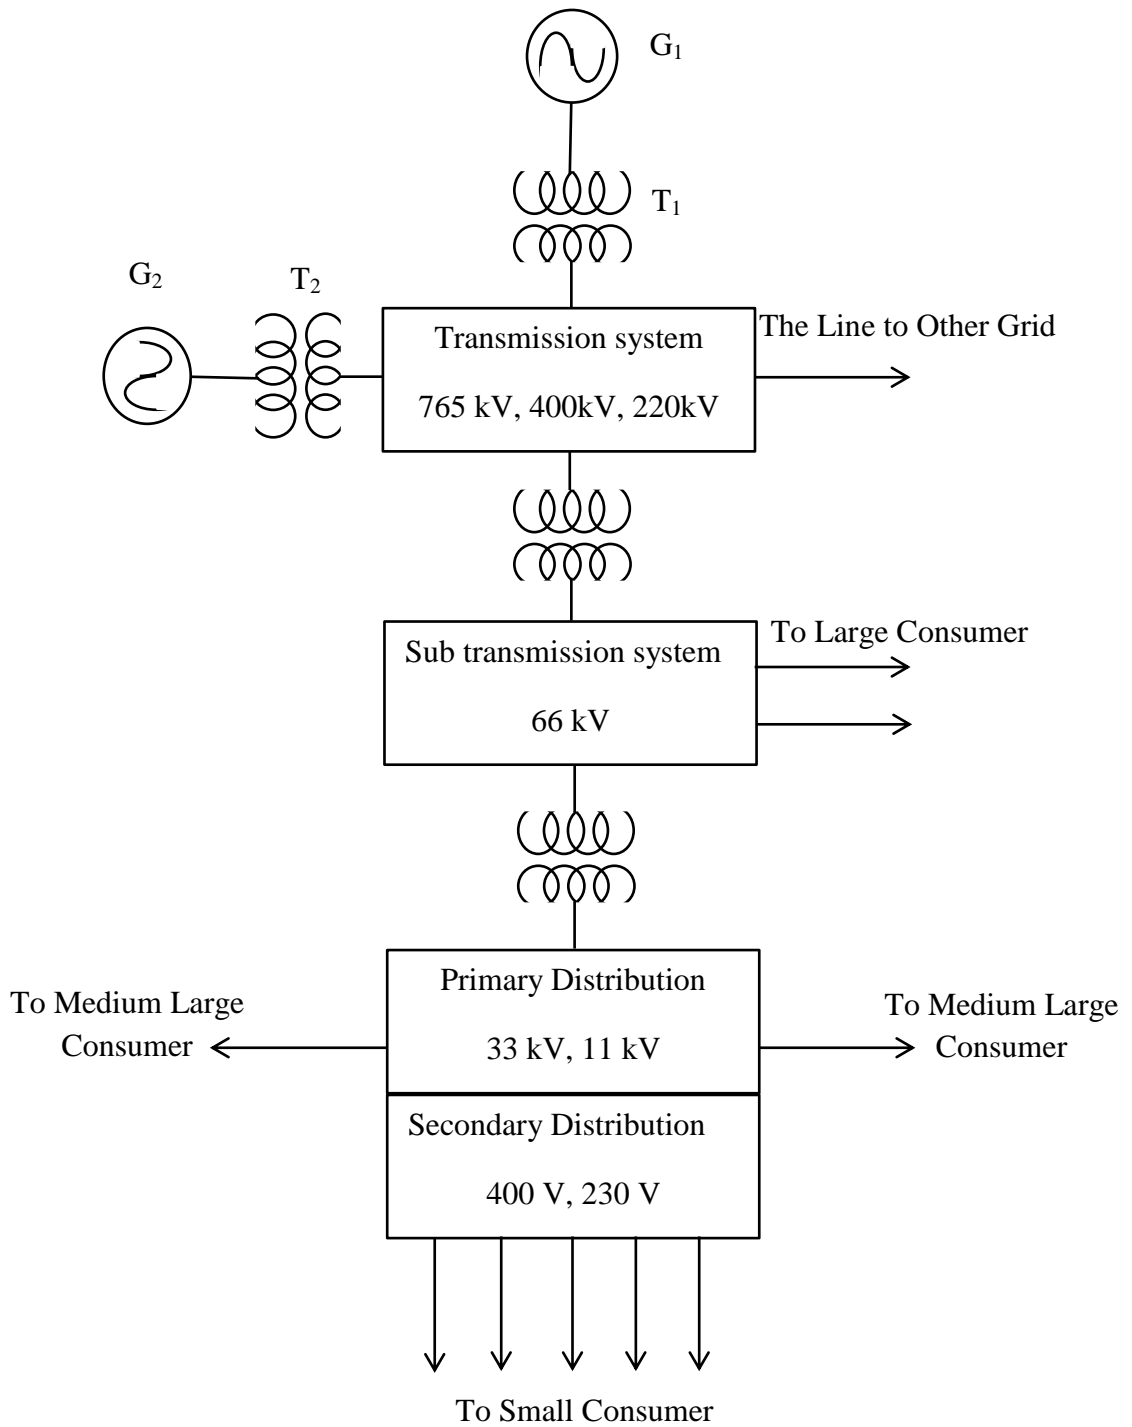 G₁
T₁
G₂
T₂
Transmission system
765 kV, 400kV, 220kV
The Line to Other Grid
Sub transmission system
66 kV
To Large Consumer
Primary Distribution
33 kV, 11 kV
To Medium Large
Consumer
To Medium Large
Consumer
Secondary Distribution
400 V, 230 V
To Small Consumer